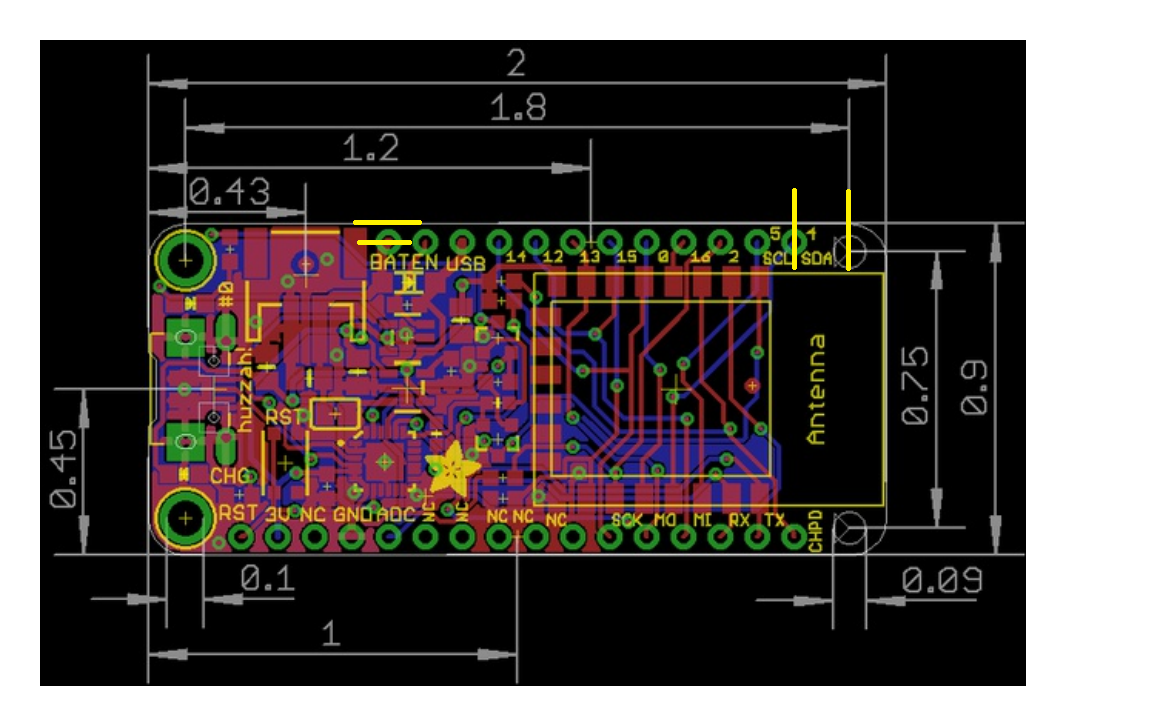 2
1.8
1.2
0.43
5 4
14 12 13 15 0 16 2 SCL SDA
BATEN USB
#0
huzzah!
Antenna
0.75
0.9
RST
0.45
CHG
RST 3V NC GND ADC NC NC NC NC NC SCK MO MI RX TX CHPD
0.1
0.09
1